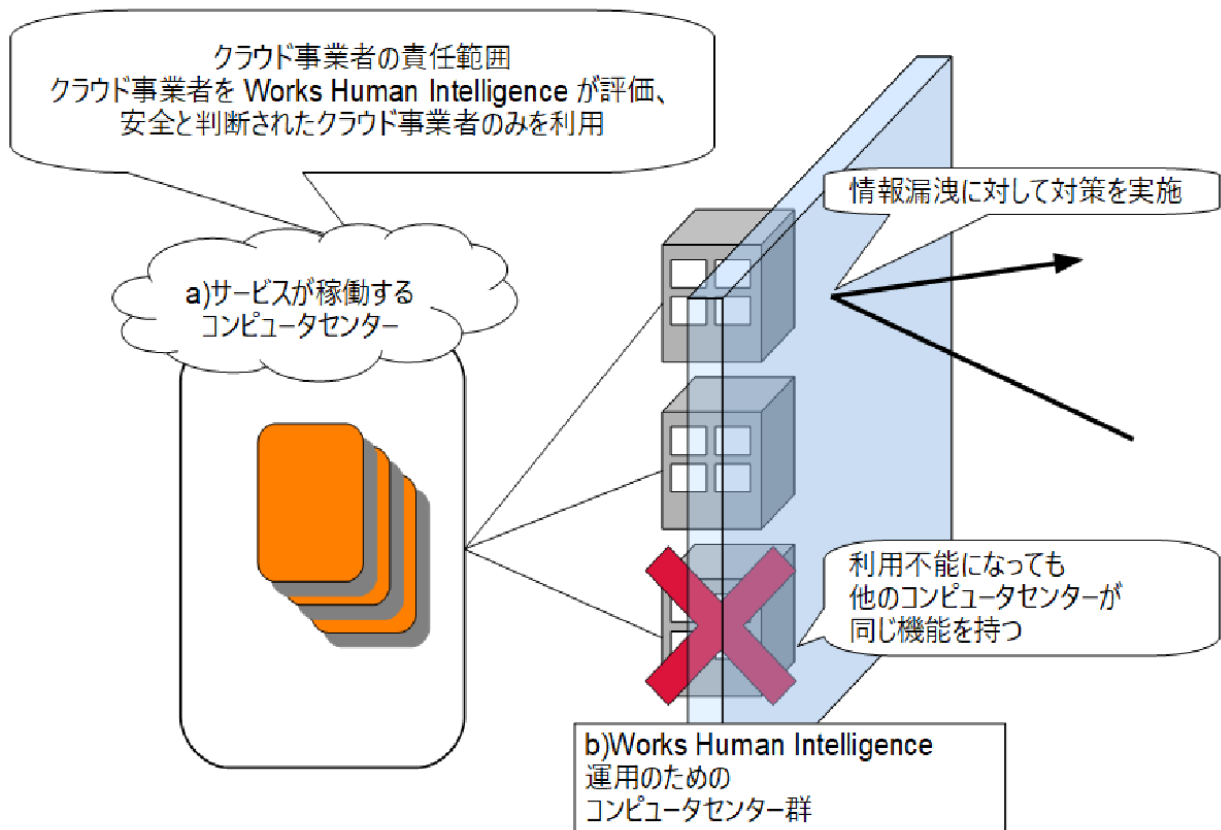 クラウド事業者の責任範囲
クラウド事業者を Works Human Intelligence が評価、
安全と判断されたクラウド事業者のみを利用
情報漏洩に対して対策を実施
a)サービスが稼働する
コンピュータセンター
利用不能になっても
他のコンピュータセンターが
同じ機能を持つ
b)Works Human Intelligence
運用のための
コンピュータセンター群